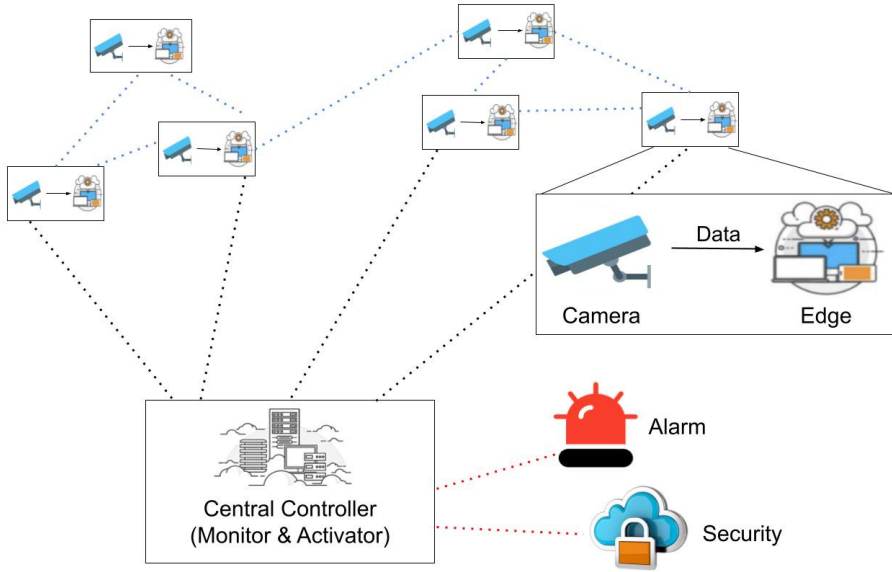 Data
Camera
Edge
Alarm
Central Controller
(Monitor & Activator)
Security